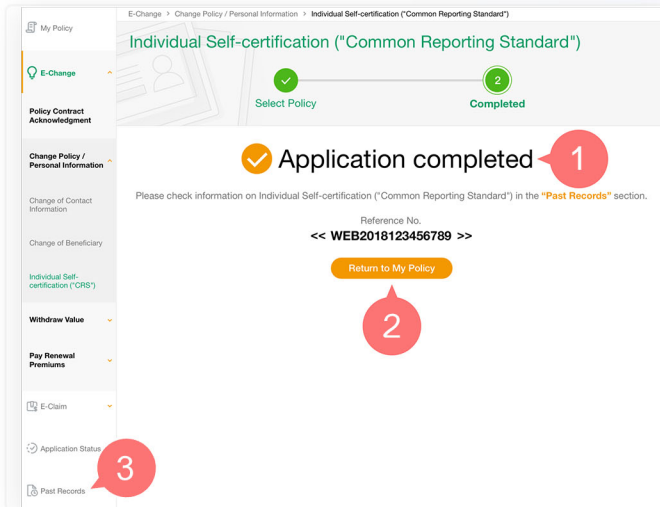 E-Change > Change Policy / Personal Information > Individual Self-certification ("Common Reporting Standard")
My Policy
Individual Self-certification ("Common Reporting Standard")
E-Change
2
Select Policy
Completed
Policy Contract
Acknowledgment
Change Policy /
Personal Information
Application completed
1
Please check information on Individual Self-certification ("Common Reporting Standard") in the “Past Records” section.
Change of Contact
Information
Reference No.
<< WEB2018123456789 >>
Change of Beneficiary
Return to My Policy
Individual Self-
certification ("CRS")
2
Withdraw Value
Pay Renewal
Premiums
E-Claim
Application Status
3
Past Records